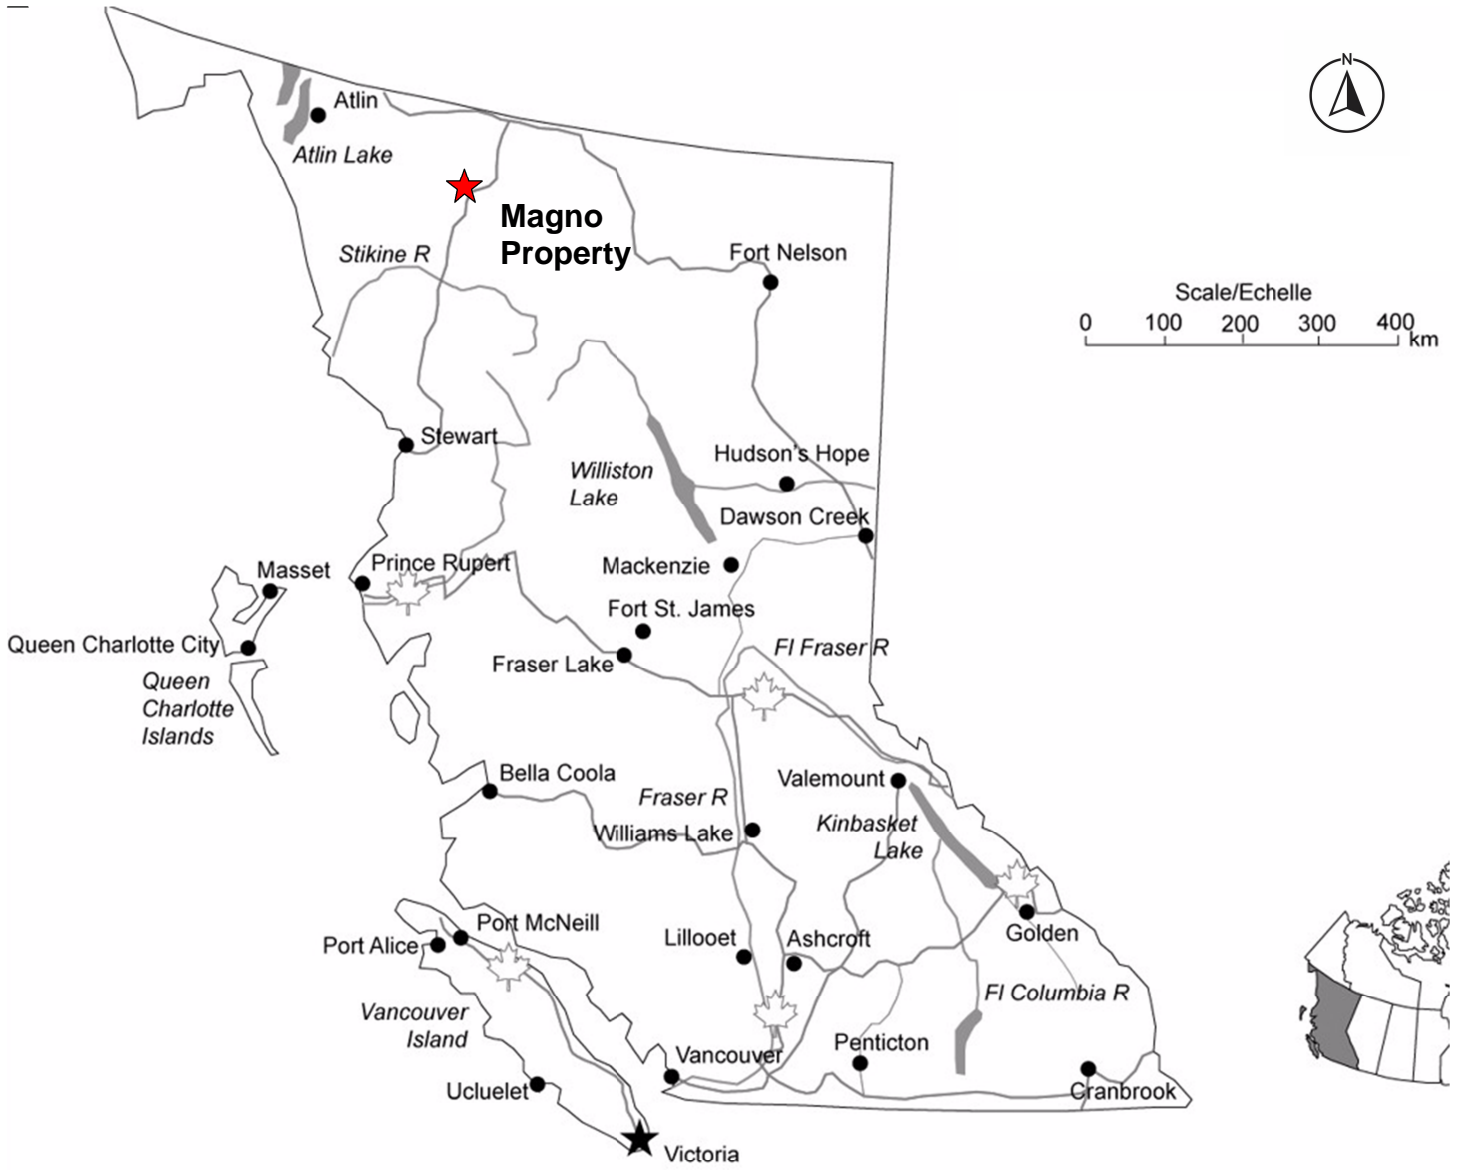 N
Atlin
Atlin Lake
Magno
Property
Stikine R
Fort Nelson
Scale/Echelle
0 100 200 300 400
km
Stewart
Hudson's Hope
Williston
Lake
Dawson Creek
Mackenzie
Prince Rupert
Masset
Fort St. James
Queen Charlotte City
Fraser Lake
Fl Fraser R
Queen
Charlotte
Islands
Bella Coola
Valemount
Fraser R
Kinbasket
Lake
Williams Lake
Port McNeill
Port Alice
Lillooet
Ashcroft
Golden
Fl Columbia R
Vancouver
Island
Penticton
Vancouver
Ucluelet
Cranbrook
Victoria